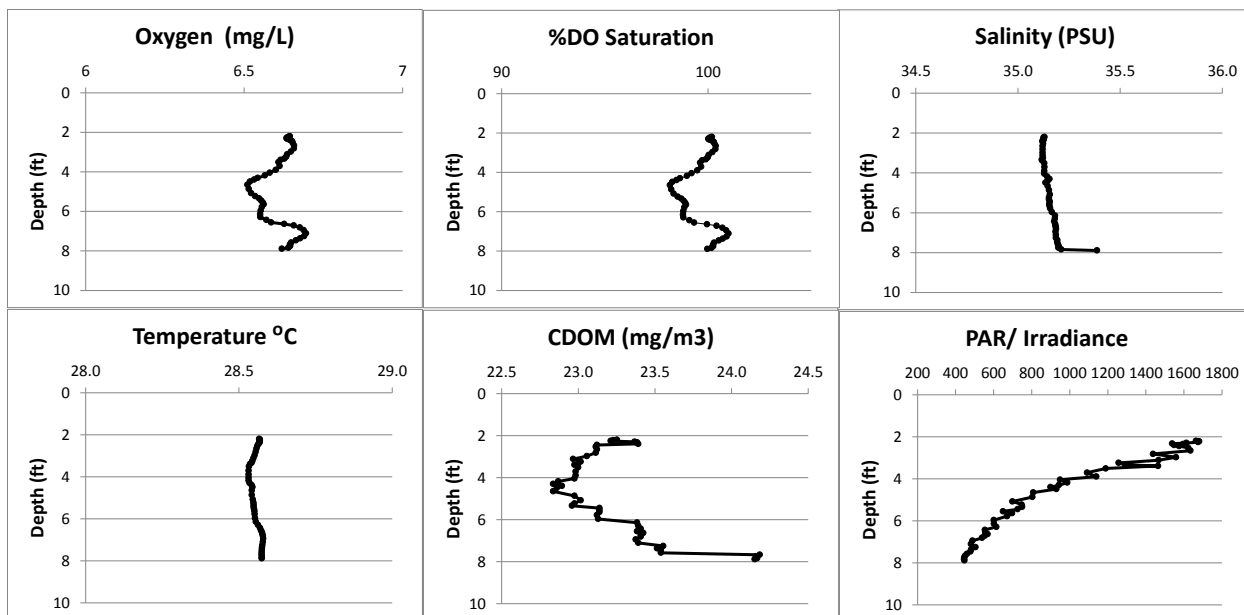 Oxygen (mg/L)
6 6.5 7
0
2
4
6
8
10
Depth (ft)
%DO Saturation
90 100
0
2
4
6
8
10
Depth (ft)
Salinity (PSU)
34.5 35.0 35.5 36.0
0
2
4
6
8
10
Depth (ft)
Temperature ⁰C
28.0 28.5 29.0
0
2
4
6
8
10
Depth (ft)
CDOM (mg/m3)
22.5 23.0 23.5 24.0 24.5
0
2
4
6
8
10
Depth (ft)
PAR/ Irradiance
200 400 600 800 1000 1200 1400 1600 1800
0
2
4
6
8
10
Depth (ft)